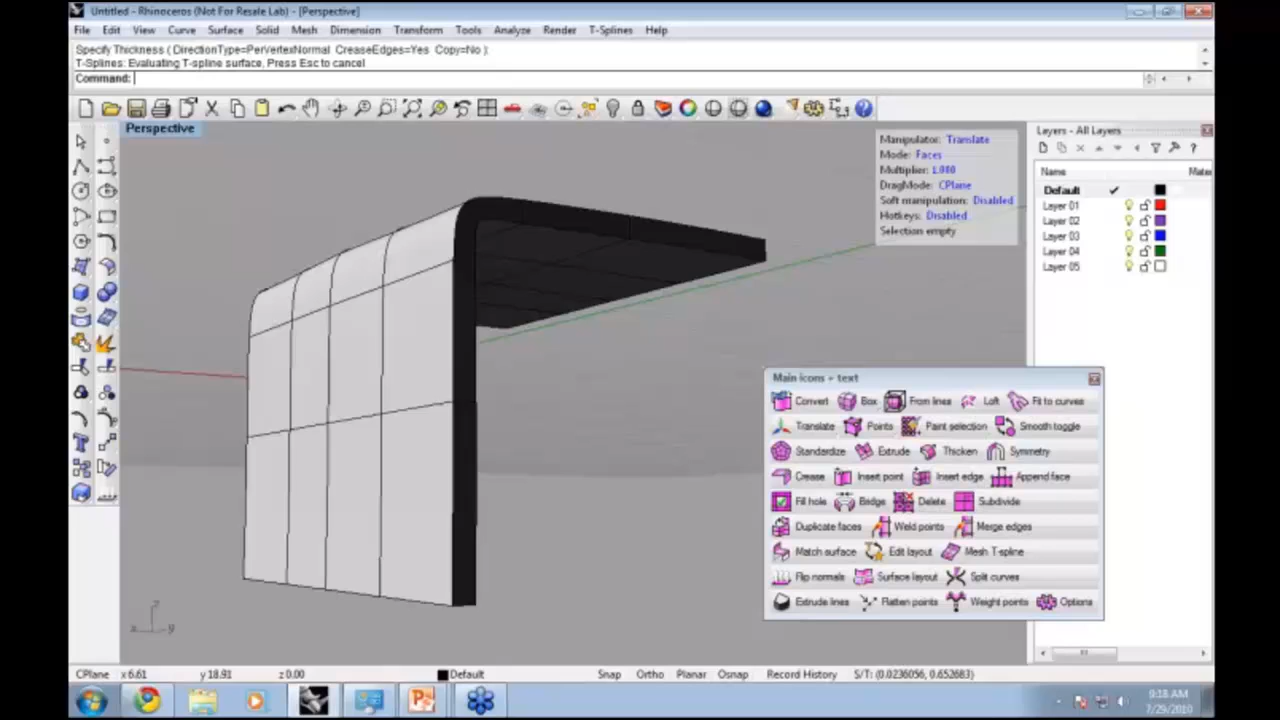 Untitled - Rhinoceros (Not For Resale Lab) - [Perspective]
File Edit View Curve Surface Solid Mesh Dimension Transform Tools Analyze Render T-Splines Help
Specify Thickness ( DirectionType=PerVertexNormal CreaseEdges=Yes Copy=No ):
T-Splines: Evaluating T-spline surface, Press Esc to cancel
Command:
Perspective
Manipulator: Translate
Mode: Faces
Multiplier: 1.000
DragMode: CPlane
Soft manipulation: Disabled
Hotkeys: Disabled
Selection empty
Layers - All Layers
Name Mater
Default
Layer 01
Layer 02
Layer 03
Layer 04
Layer 05
Main icons + text
Convert Box From lines Loft Fit to curves
Translate Points Paint selection Smooth toggle
Standardize Extrude Thicken Symmetry
Crease Insert point Insert edge Append face
Fill hole Bridge Delete Subdivide
Duplicate faces Weld points Merge edges
Match surface Edit layout Mesh T-spline
Flip normals Surface layout Split curves
Extrude lines Flatten points Weight points Options
z
x y
CPlane x 6.61 y 18.91 z 0.00 Default Snap Ortho Planar Osnap Record History S/T: (0.0236056, 0.652683)
9:18 AM
7/29/2010